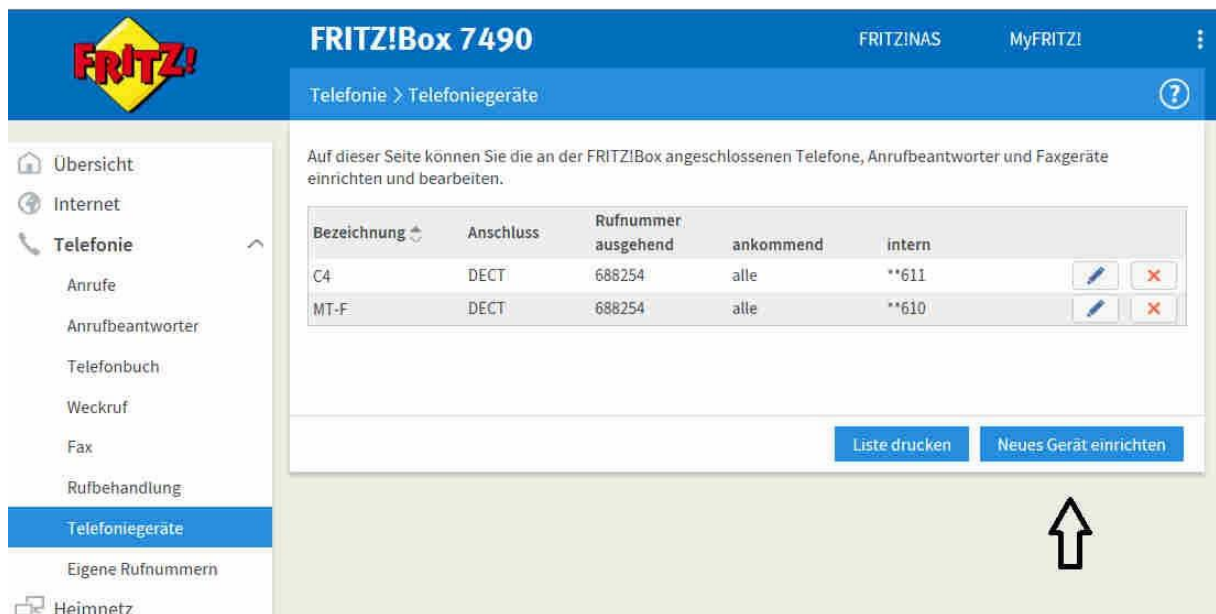 FRITZ!
FRITZ!Box 7490
FRITZ!NAS
MyFRITZ!
Telefonie > Telefoniegeräte
?
Übersicht
Internet
Telefonie
Anrufe
Anrufbeantworter
Telefonbuch
Weckruf
Fax
Rufbehandlung
Telefoniegeräte
Eigene Rufnummern
Heimnetz
Auf dieser Seite können Sie die an der FRITZ!Box angeschlossenen Telefone, Anrufbeantworter und Faxgeräte
einrichten und bearbeiten.
Bezeichnung Anschluss Rufnummer
ausgehend ankommend intern
C4 DECT 688254 alle **611
MT-F DECT 688254 alle **610
Liste drucken
Neues Gerät einrichten